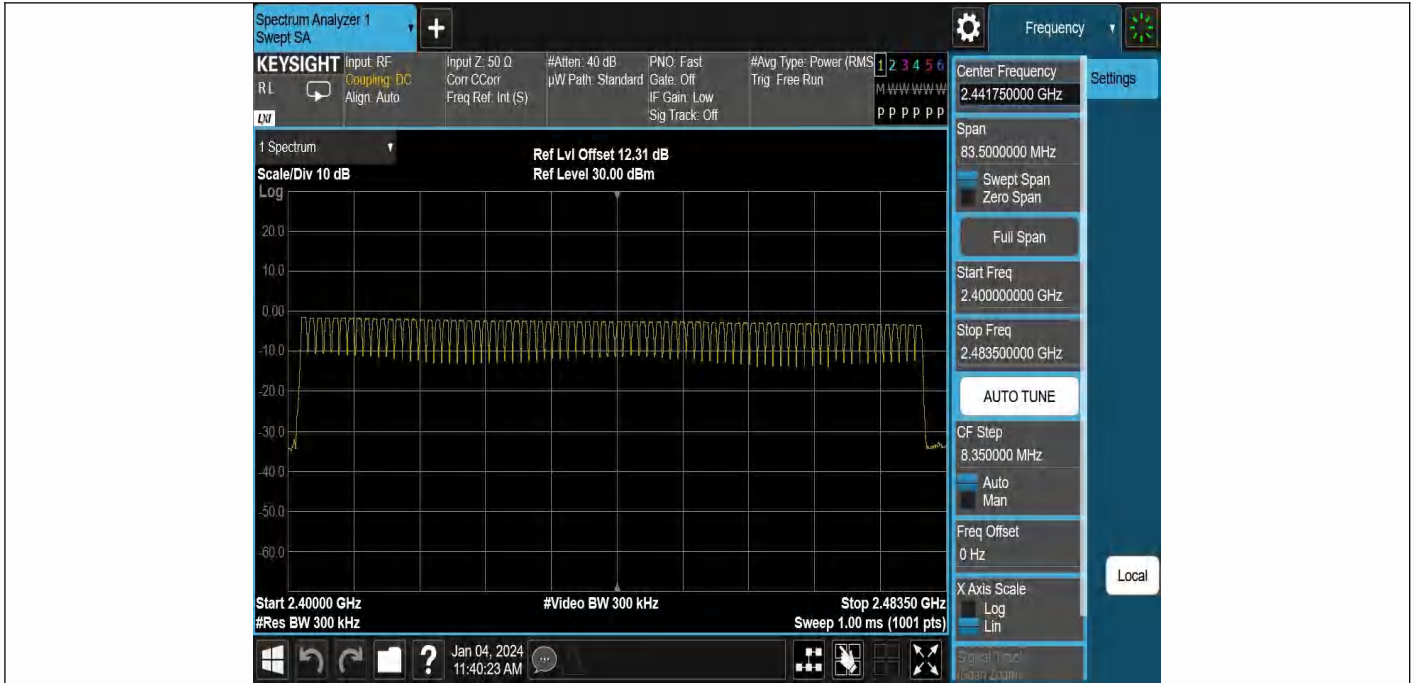 Spectrum Analyzer 1
Swept SA
+
Frequency
KEYSIGHT
RL
LXI
Input: RF
Coupling: DC
Align: Auto
Input Z: 50 Ω
Corr CCorr
Freq Ref: Int (S)
#Atten: 40 dB
µW Path: Standard
PNO: Fast
Gate: Off
IF Gain: Low
Sig Track: Off
#Avg Type: Power (RMS
Trig: Free Run
1 2 3 4 5 6
M W W W W W
P P P P P P
Center Frequency
2.441750000 GHz
Settings
Span
83.5000000 MHz
Swept Span
Zero Span
Full Span
Start Freq
2.400000000 GHz
Stop Freq
2.483500000 GHz
AUTO TUNE
CF Step
8.350000 MHz
Auto
Man
Freq Offset
0 Hz
X Axis Scale
Log
Lin
Signal Track
(Span Zoom)
Local
1 Spectrum
Scale/Div 10 dB
Ref Lvl Offset 12.31 dB
Ref Level 30.00 dBm
Log
20.0
10.0
0.00
-10.0
-20.0
-30.0
-40.0
-50.0
-60.0
Start 2.40000 GHz
#Res BW 300 kHz
#Video BW 300 kHz
Stop 2.48350 GHz
Sweep 1.00 ms (1001 pts)
?
Jan 04, 2024
11:40:23 AM